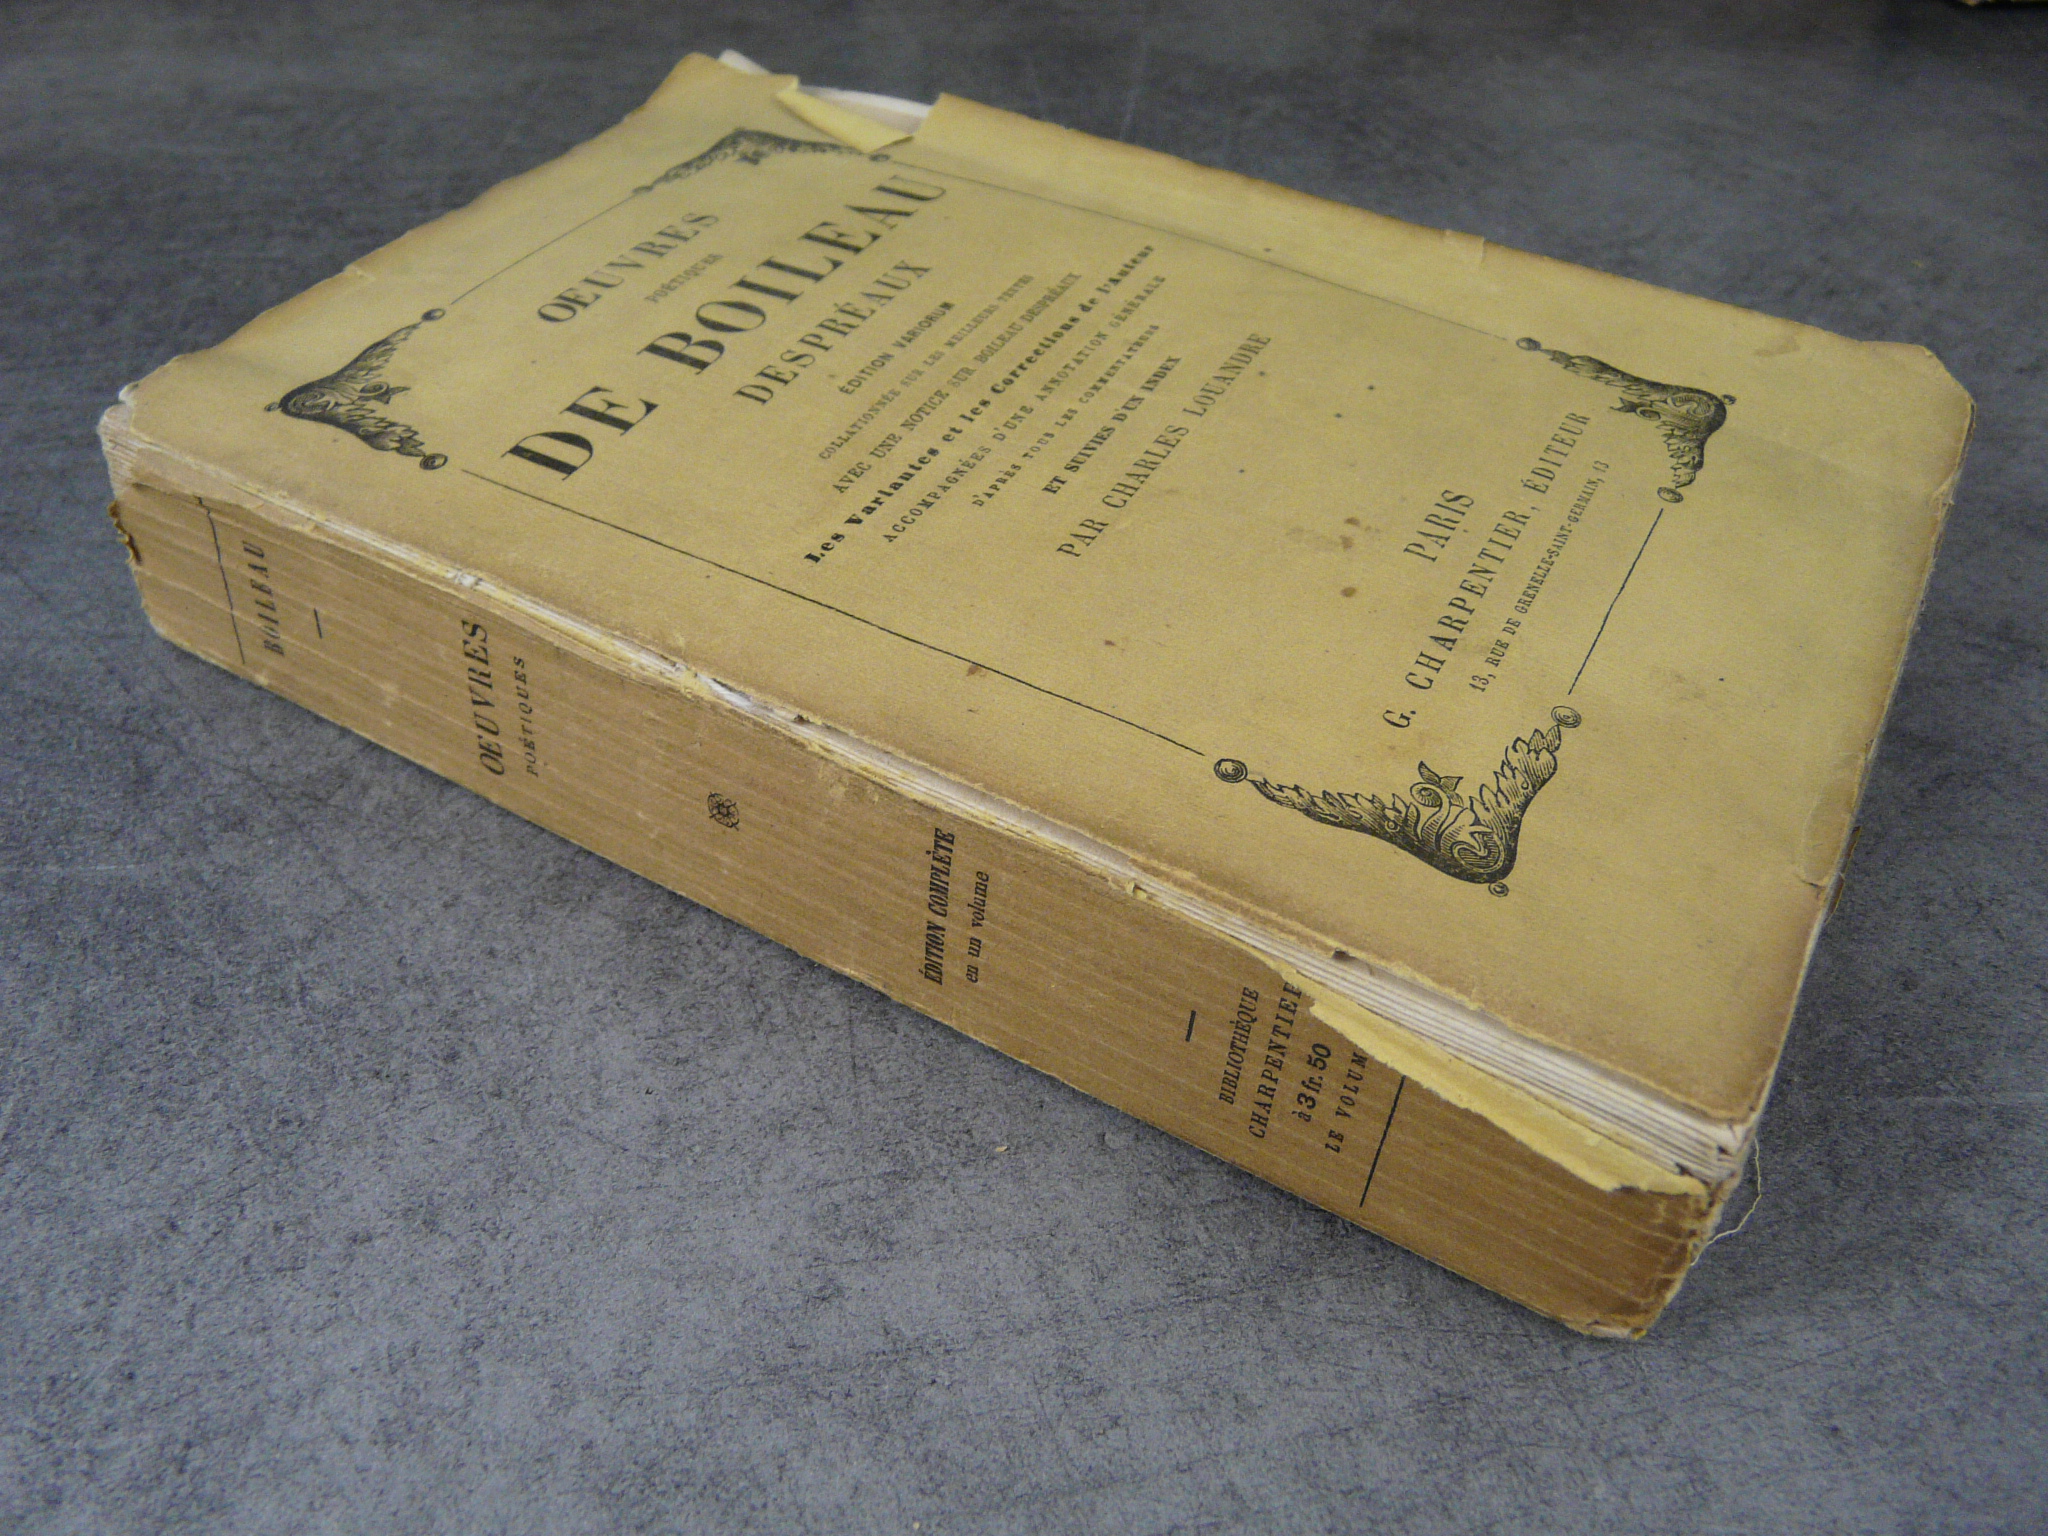 OEUVRES
POÉTIQUES
DE BOILEAU
DESPRÉAUX
ÉDITION VARIORUM
COLLATIONNÉE SUR LES MEILLEURS TEXTES
AVEC UNE NOTICE SUR BOILEAU DESPRÉAUX
Les Variantes et les Corrections de l'Auteur
ACCOMPAGNÉES D'UNE ANNOTATION GÉNÉRALE
D'APRÈS TOUS LES COMMENTATEURS
ET SUIVIES D'UN INDEX
PAR CHARLES LOUANDRE
PARIS
G. CHARPENTIER, ÉDITEUR
13, RUE DE GRENELLE-SAINT-GERMAIN, 13
BOILEAU
OEUVRES
POÉTIQUES
ÉDITION COMPLÈTE
en un volume
BIBLIOTHÈQUE
CHARPENTIER
à 3 fr. 50
LE VOLUM